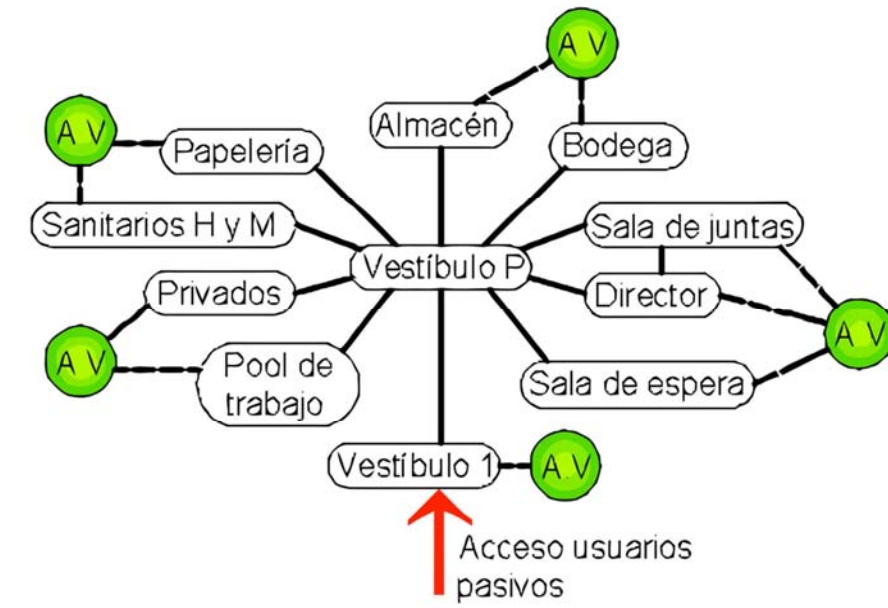 A V
Almacén
A V
Papelería
Bodega
Sanitarios H y M
Sala de juntas
Vestíbulo P
Privados
Director
A V
A V
Pool de
trabajo
Sala de espera
Vestíbulo 1
A V
Acceso usuarios
pasivos